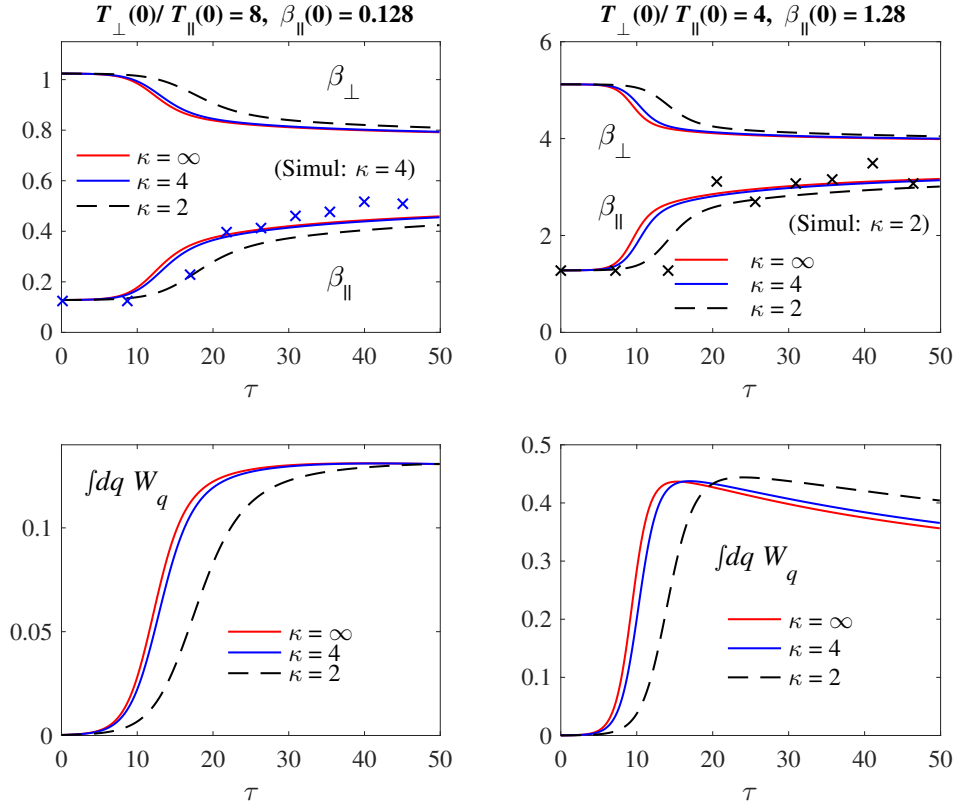 T⊥(0)/ T∥(0) = 8, β∥(0) = 0.128
1
0.8
0.6
0.4
0.2
0
β⊥
κ = ∞
κ = 4
κ = 2
(Simul: κ = 4)
β∥
0 10 20 30 40 50
τ
T⊥(0)/ T∥(0) = 4, β∥(0) = 1.28
6
4
2
0
β⊥
β∥
(Simul: κ = 2)
κ = ∞
κ = 4
κ = 2
0 10 20 30 40 50
τ
0.1
0.05
0
∫dq W_q
κ = ∞
κ = 4
κ = 2
0 10 20 30 40 50
τ
0.5
0.4
0.3
0.2
0.1
0
∫dq W_q
κ = ∞
κ = 4
κ = 2
0 10 20 30 40 50
τ